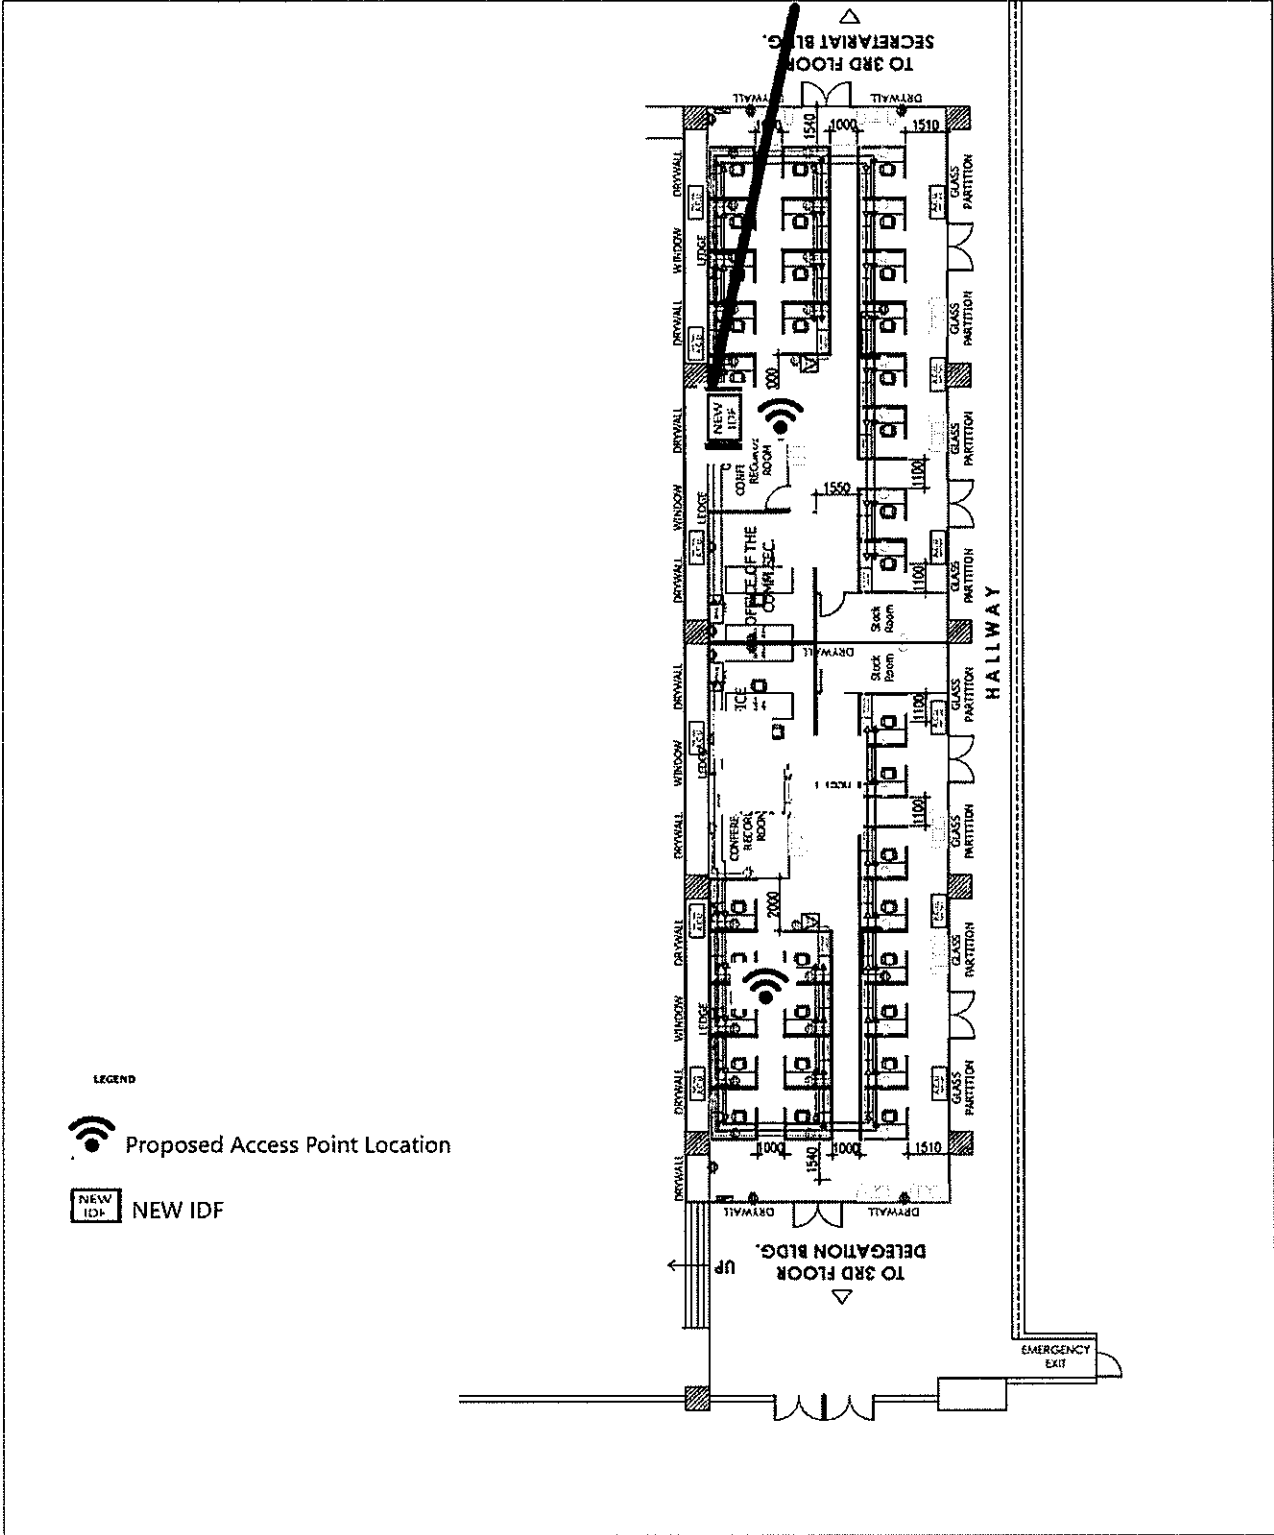 SECRETARIAT BLDG.
TO 3RD FLOOR
DRYWALL
DRYWALL
1540
1000
1510
DRYWALL
WINDOW
LEDGE
DRYWALL
GLASS
PARTITION
GLASS
PARTITION
NEW
IDF
DRYWALL
ROOM
GLASS
PARTITION
1100
1550
WINDOW
LEDGE
DRYWALL
OFFICE OF THE
COMM. SEC.
1100
GLASS
PARTITION
Stock
Room
HALLWAY
DRYWALL
DRYWALL
Stock
Room
GLASS
PARTITION
1100
WINDOW
DRYWALL
RECORD
ROOM
1100
GLASS
PARTITION
2000
DRYWALL
WINDOW
LEDGE
DRYWALL
GLASS
PARTITION
GLASS
PARTITION
1000
1540
1000
1510
DRYWALL
DRYWALL
DRYWALL
DELEGATION BLDG.
TO 3RD FLOOR
UP
EMERGENCY
EXIT
LEGEND
Proposed Access Point Location
NEW
IDF
NEW IDF